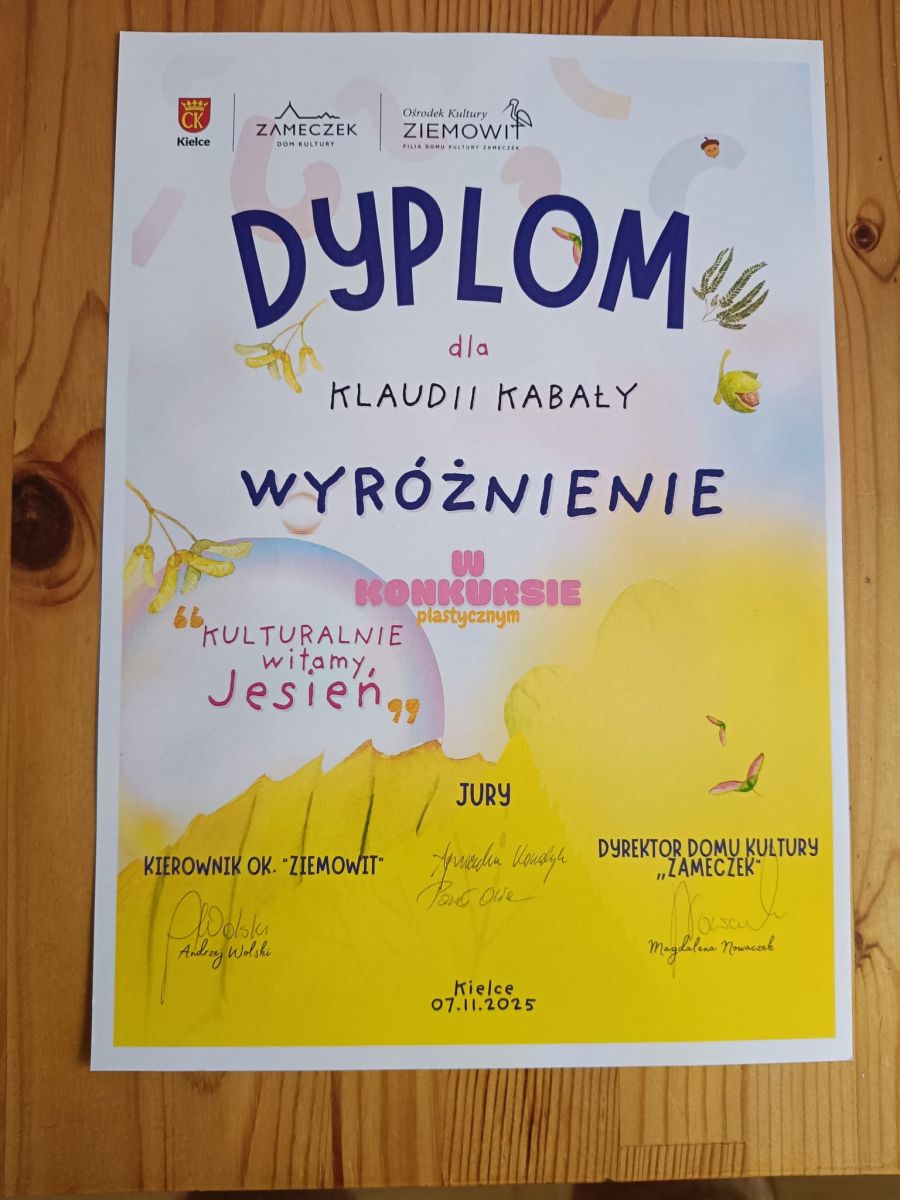 CK
Kielce
ZAMECZEK
DOM KULTURY
Ośrodek Kultury
ZIEMOWIT
FILIA DOMU KULTURY ZAMECZEK
DYPLOM
dla
KLAUDII KABAŁY
WYRÓŻNIENIE
W
KONKURSIE
plastycznym
“KULTURALNIE
witamy
Jesień”
JURY
KIEROWNIK OK. "ZIEMOWIT"
DYREKTOR DOMU KULTURY
„ZAMECZEK"
Wolski
Andrzej Wolski
Magdalena Nowaczek
Kielce
07.11.2025